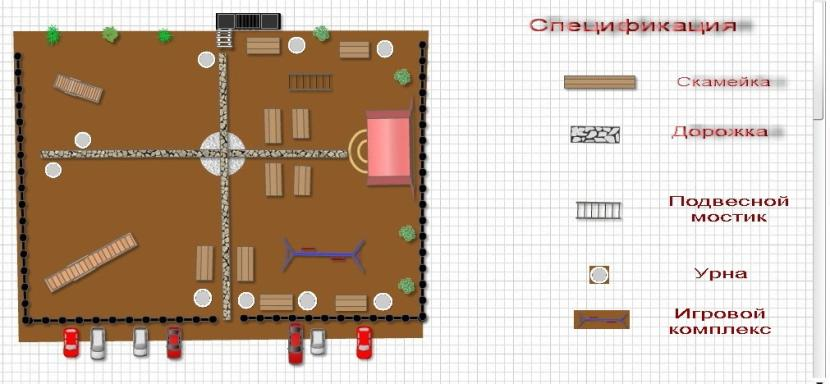 Спецификация
Скамейка
Дорожка
Подвесной
мостик
Урна
Игровой
комплекс